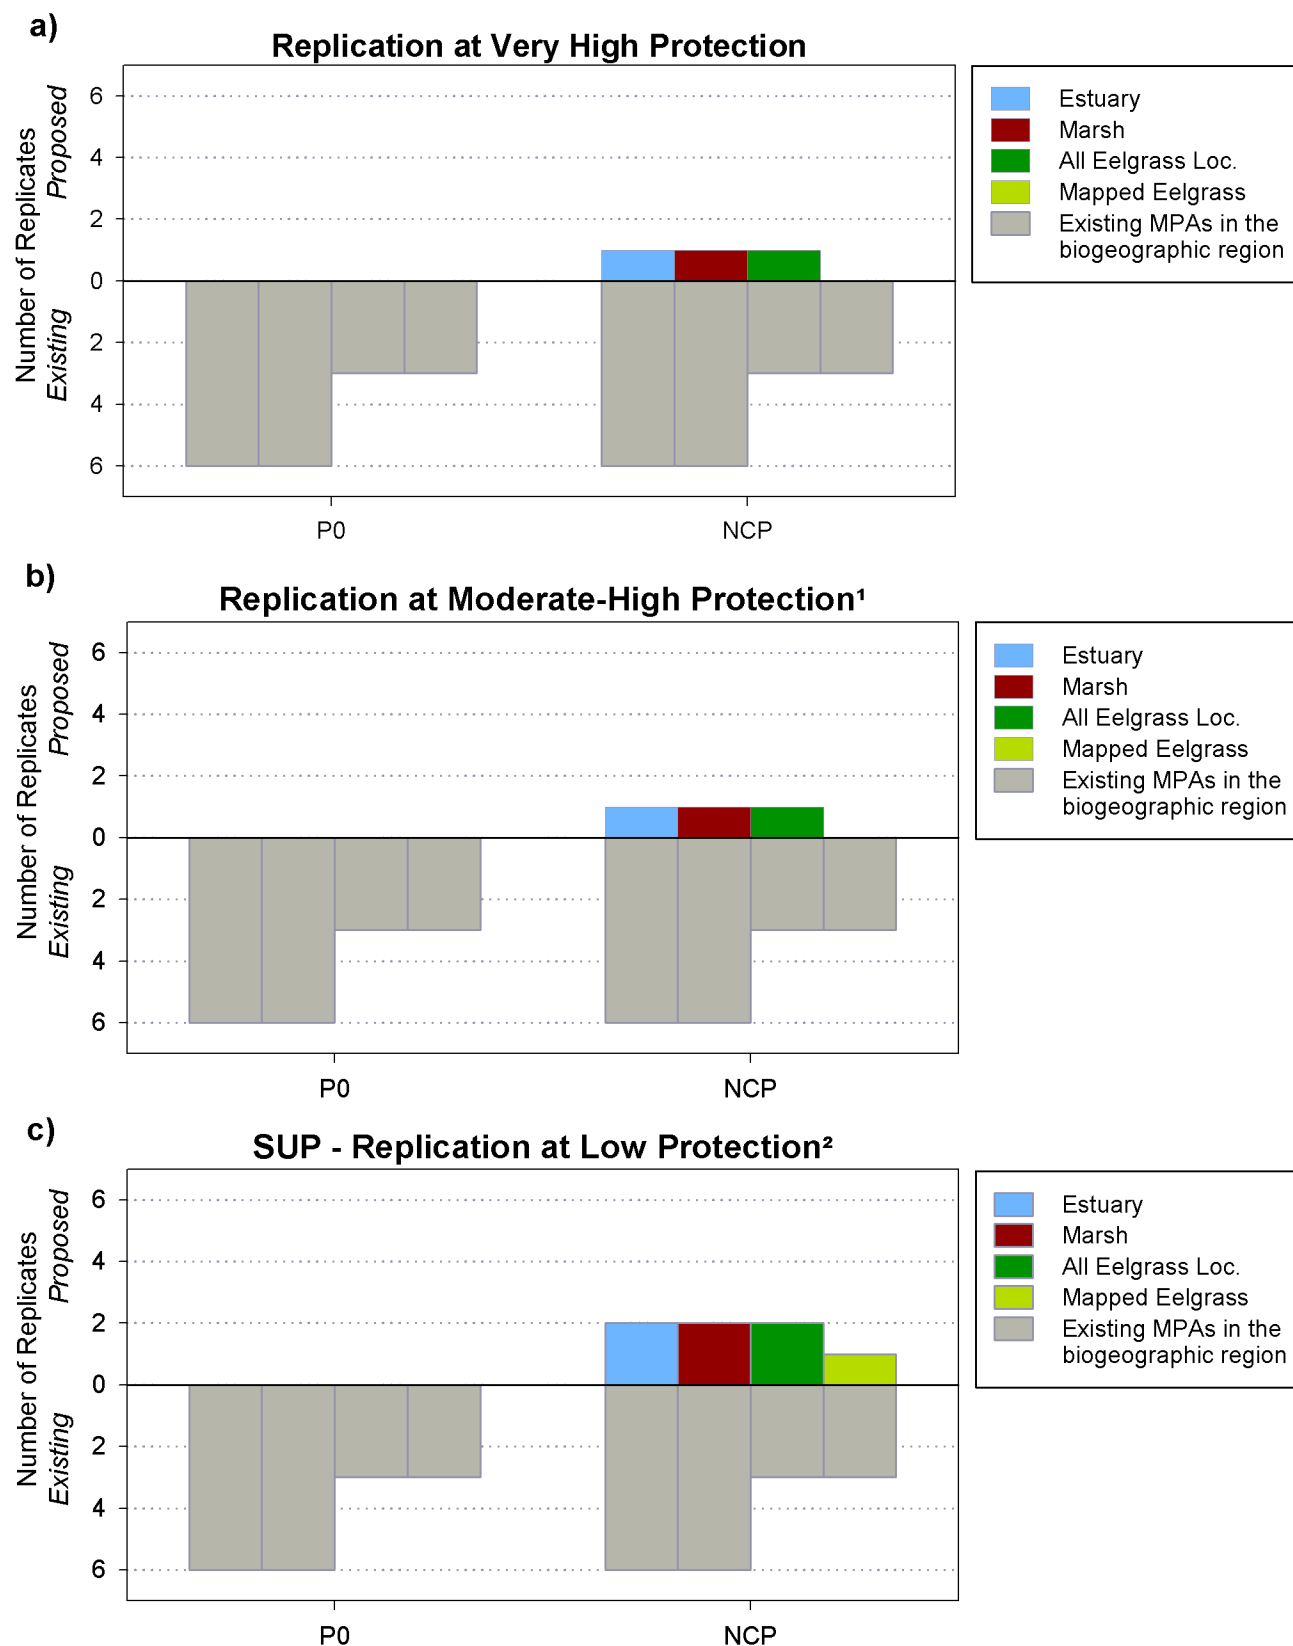 a)
Replication at Very High Protection
Number of Replicates
Existing Proposed
6
4
2
0
2
4
6
P0 NCP
Estuary
Marsh
All Eelgrass Loc.
Mapped Eelgrass
Existing MPAs in the
biogeographic region
b)
Replication at Moderate-High Protection¹
Number of Replicates
Existing Proposed
6
4
2
0
2
4
6
P0 NCP
Estuary
Marsh
All Eelgrass Loc.
Mapped Eelgrass
Existing MPAs in the
biogeographic region
c)
SUP - Replication at Low Protection²
Number of Replicates
Existing Proposed
6
4
2
0
2
4
6
P0 NCP
Estuary
Marsh
All Eelgrass Loc.
Mapped Eelgrass
Existing MPAs in the
biogeographic region